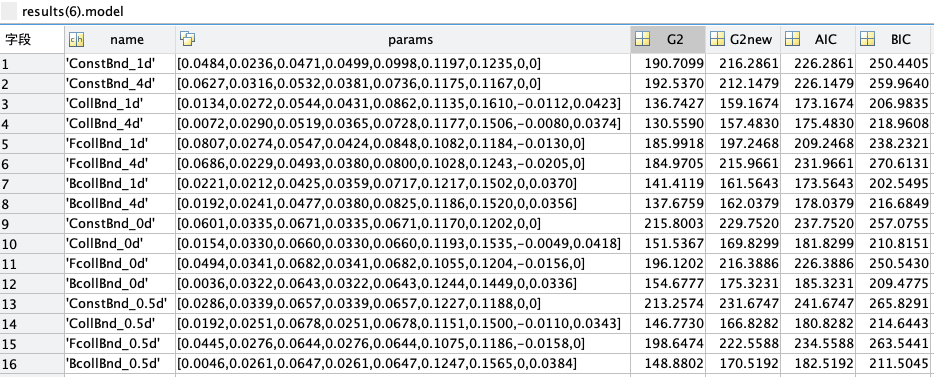 results(6).model
字段 name params G2 G2new AIC BIC
1 'ConstBnd_1d' [0.0484,0.0236,0.0471,0.0499,0.0998,0.1197,0.1235,0,0] 190.7099 216.2861 226.2861 250.4405
2 'ConstBnd_4d' [0.0627,0.0316,0.0532,0.0381,0.0736,0.1175,0.1167,0,0] 192.5370 212.1479 226.1479 259.9640
3 'CollBnd_1d' [0.0134,0.0272,0.0544,0.0431,0.0862,0.1135,0.1610,-0.0112,0.0423] 136.7427 159.1674 173.1674 206.9835
4 'CollBnd_4d' [0.0072,0.0290,0.0519,0.0365,0.0728,0.1177,0.1506,-0.0080,0.0374] 130.5590 157.4830 175.4830 218.9608
5 'FcollBnd_1d' [0.0807,0.0274,0.0547,0.0424,0.0848,0.1082,0.1184,-0.0130,0] 185.9918 197.2468 209.2468 238.2321
6 'FcollBnd_4d' [0.0686,0.0229,0.0493,0.0380,0.0800,0.1028,0.1243,-0.0205,0] 184.9705 215.9661 231.9661 270.6131
7 'BcollBnd_1d' [0.0221,0.0212,0.0425,0.0359,0.0717,0.1217,0.1502,0,0.0370] 141.4119 161.5643 173.5643 202.5495
8 'BcollBnd_4d' [0.0192,0.0241,0.0477,0.0380,0.0825,0.1186,0.1520,0,0.0356] 137.6759 162.0379 178.0379 216.6849
9 'ConstBnd_0d' [0.0601,0.0335,0.0671,0.0335,0.0671,0.1170,0.1202,0,0] 215.8003 229.7520 237.7520 257.0755
10 'CollBnd_0d' [0.0154,0.0330,0.0660,0.0330,0.0660,0.1193,0.1535,-0.0049,0.0418] 151.5367 169.8299 181.8299 210.8151
11 'FcollBnd_0d' [0.0494,0.0341,0.0682,0.0341,0.0682,0.1055,0.1204,-0.0156,0] 196.1202 216.3886 226.3886 250.5430
12 'BcollBnd_0d' [0.0036,0.0322,0.0643,0.0322,0.0643,0.1244,0.1449,0,0.0336] 154.6777 175.3231 185.3231 209.4775
13 'ConstBnd_0.5d' [0.0286,0.0339,0.0657,0.0339,0.0657,0.1227,0.1188,0,0] 213.2574 231.6747 241.6747 265.8291
14 'CollBnd_0.5d' [0.0192,0.0251,0.0678,0.0251,0.0678,0.1151,0.1500,-0.0110,0.0343] 146.7730 166.8282 180.8282 214.6443
15 'FcollBnd_0.5d' [0.0445,0.0276,0.0644,0.0276,0.0644,0.1075,0.1186,-0.0158,0] 198.6474 222.5588 234.5588 263.5441
16 'BcollBnd_0.5d' [0.0046,0.0261,0.0647,0.0261,0.0647,0.1247,0.1565,0,0.0384] 148.8802 170.5192 182.5192 211.5045